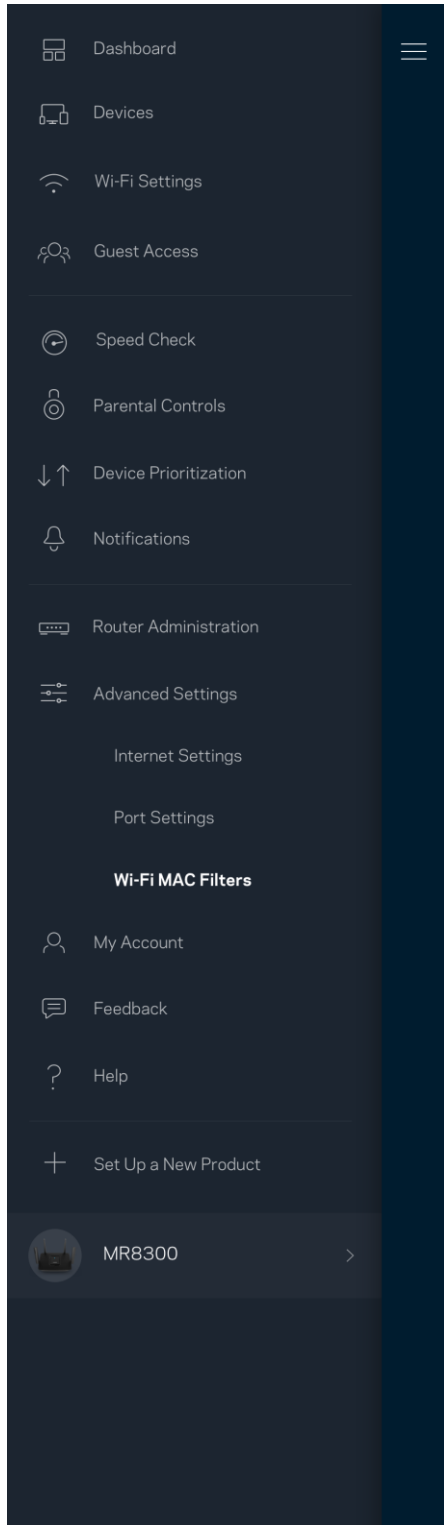 Dashboard
Devices
Wi-Fi Settings
Guest Access
Speed Check
Parental Controls
Device Prioritization
Notifications
Router Administration
Advanced Settings
Internet Settings
Port Settings
Wi-Fi MAC Filters
My Account
Feedback
Help
Set Up a New Product
MR8300